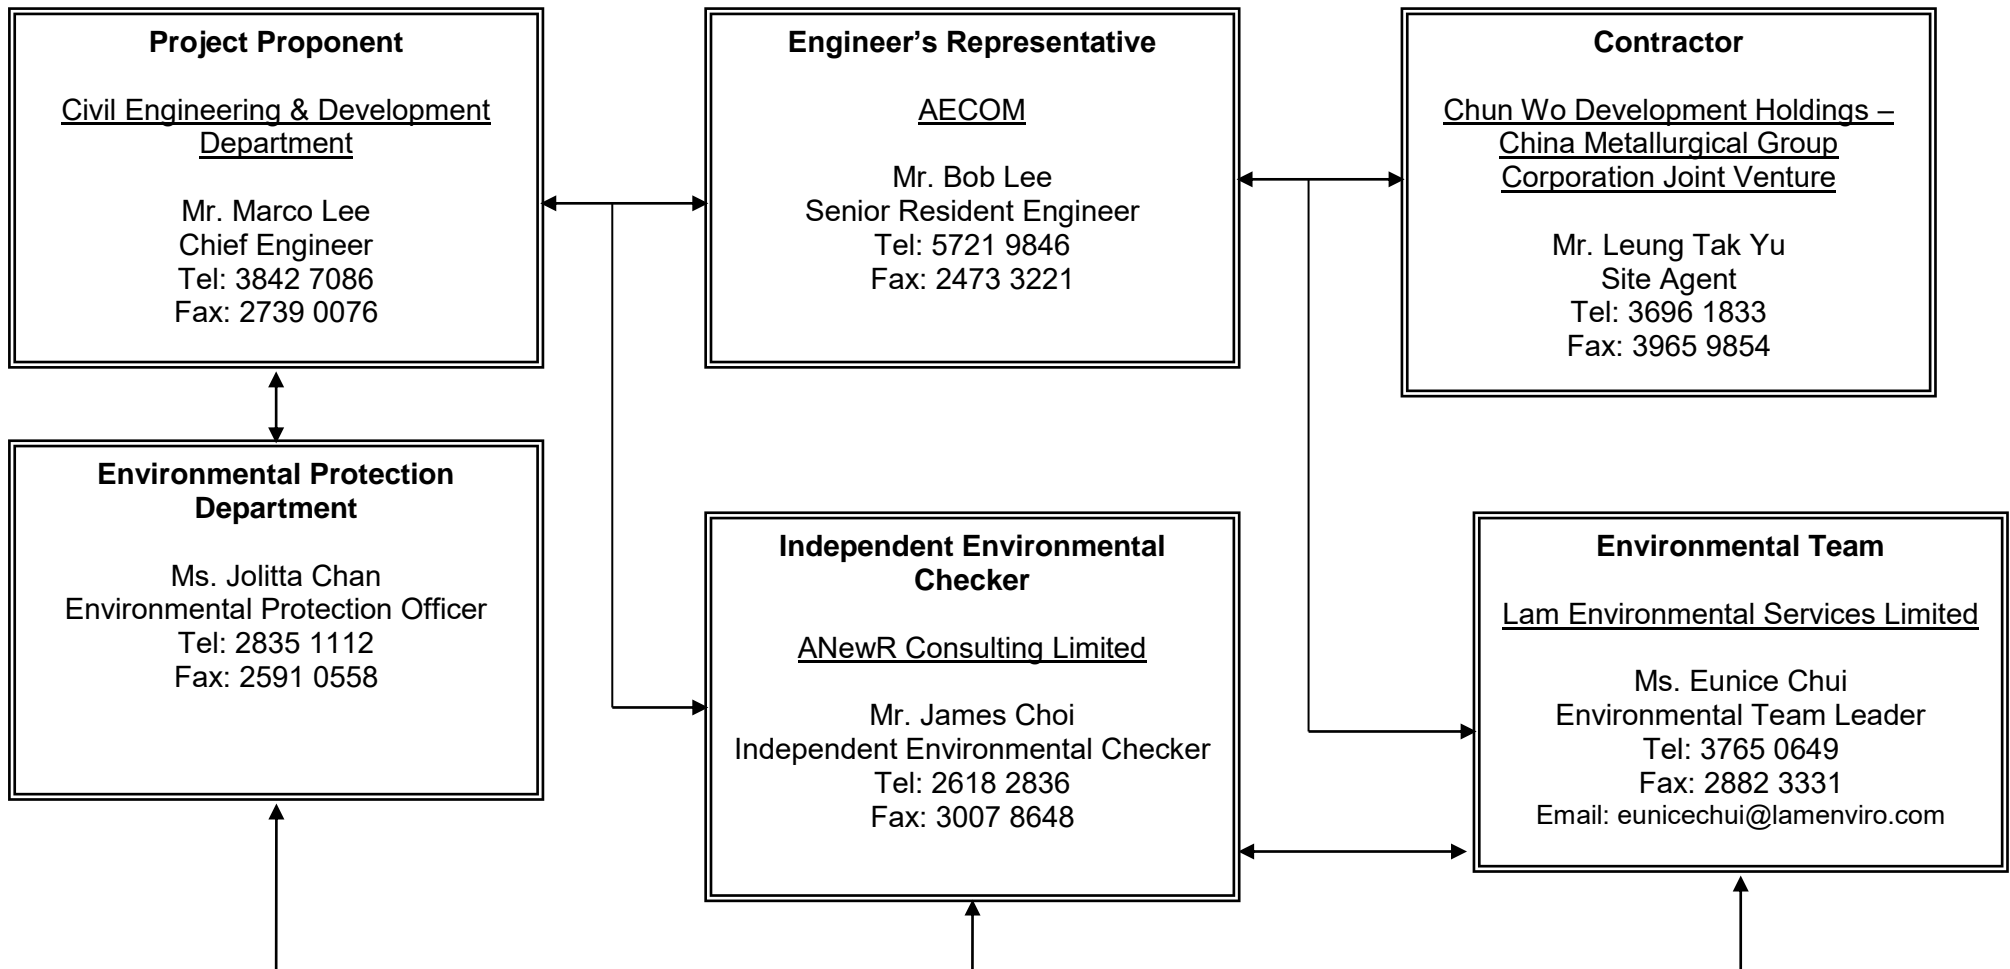 Project Proponent
Civil Engineering & Development
Department
Mr. Marco Lee
Chief Engineer
Tel: 3842 7086
Fax: 2739 0076
Engineer’s Representative
AECOM
Mr. Bob Lee
Senior Resident Engineer
Tel: 5721 9846
Fax: 2473 3221
Contractor
Chun Wo Development Holdings –
China Metallurgical Group
Corporation Joint Venture
Mr. Leung Tak Yu
Site Agent
Tel: 3696 1833
Fax: 3965 9854
Environmental Protection
Department
Ms. Jolitta Chan
Environmental Protection Officer
Tel: 2835 1112
Fax: 2591 0558
Independent Environmental
Checker
ANewR Consulting Limited
Mr. James Choi
Independent Environmental Checker
Tel: 2618 2836
Fax: 3007 8648
Environmental Team
Lam Environmental Services Limited
Ms. Eunice Chui
Environmental Team Leader
Tel: 3765 0649
Fax: 2882 3331
Email: eunicechui@lamenviro.com